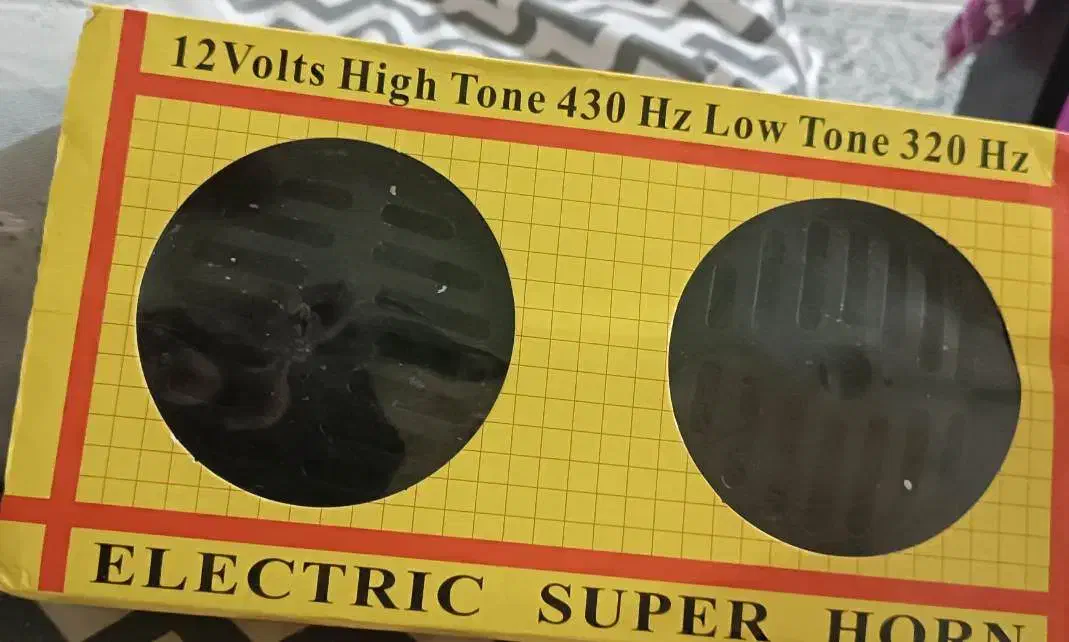 12Volts High Tone 430 Hz Low Tone 320 Hz
ELECTRIC SUPER HORN